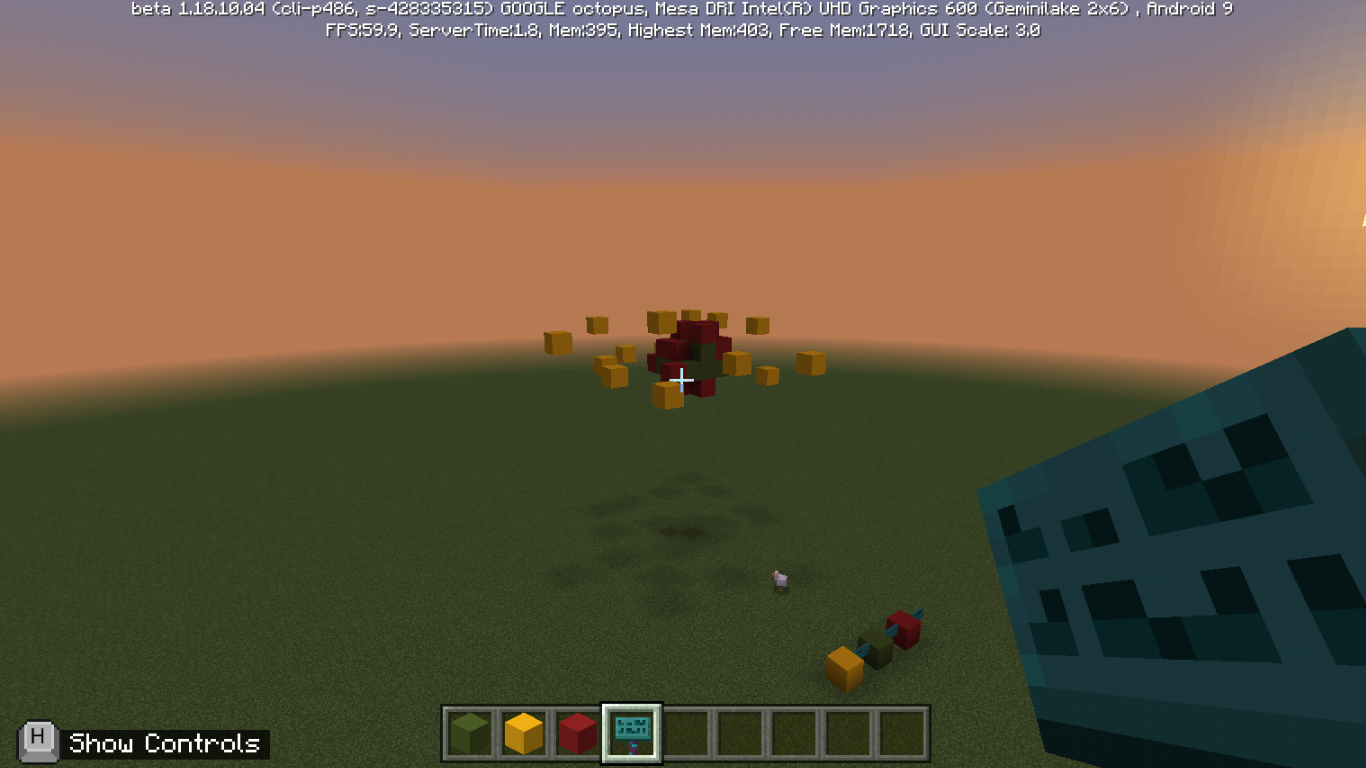 beta 1.18.10.04 (cli-p486, s-428335315) GOOGLE octopus, Mesa DRI Intel(R) UHD Graphics 600 (Geminilake 2x6) , Android 9
FPS:59.9, ServerTime:1.8, Mem:395, Highest Mem:403, Free Mem:1718, GUI Scale: 3.0
H Show Controls